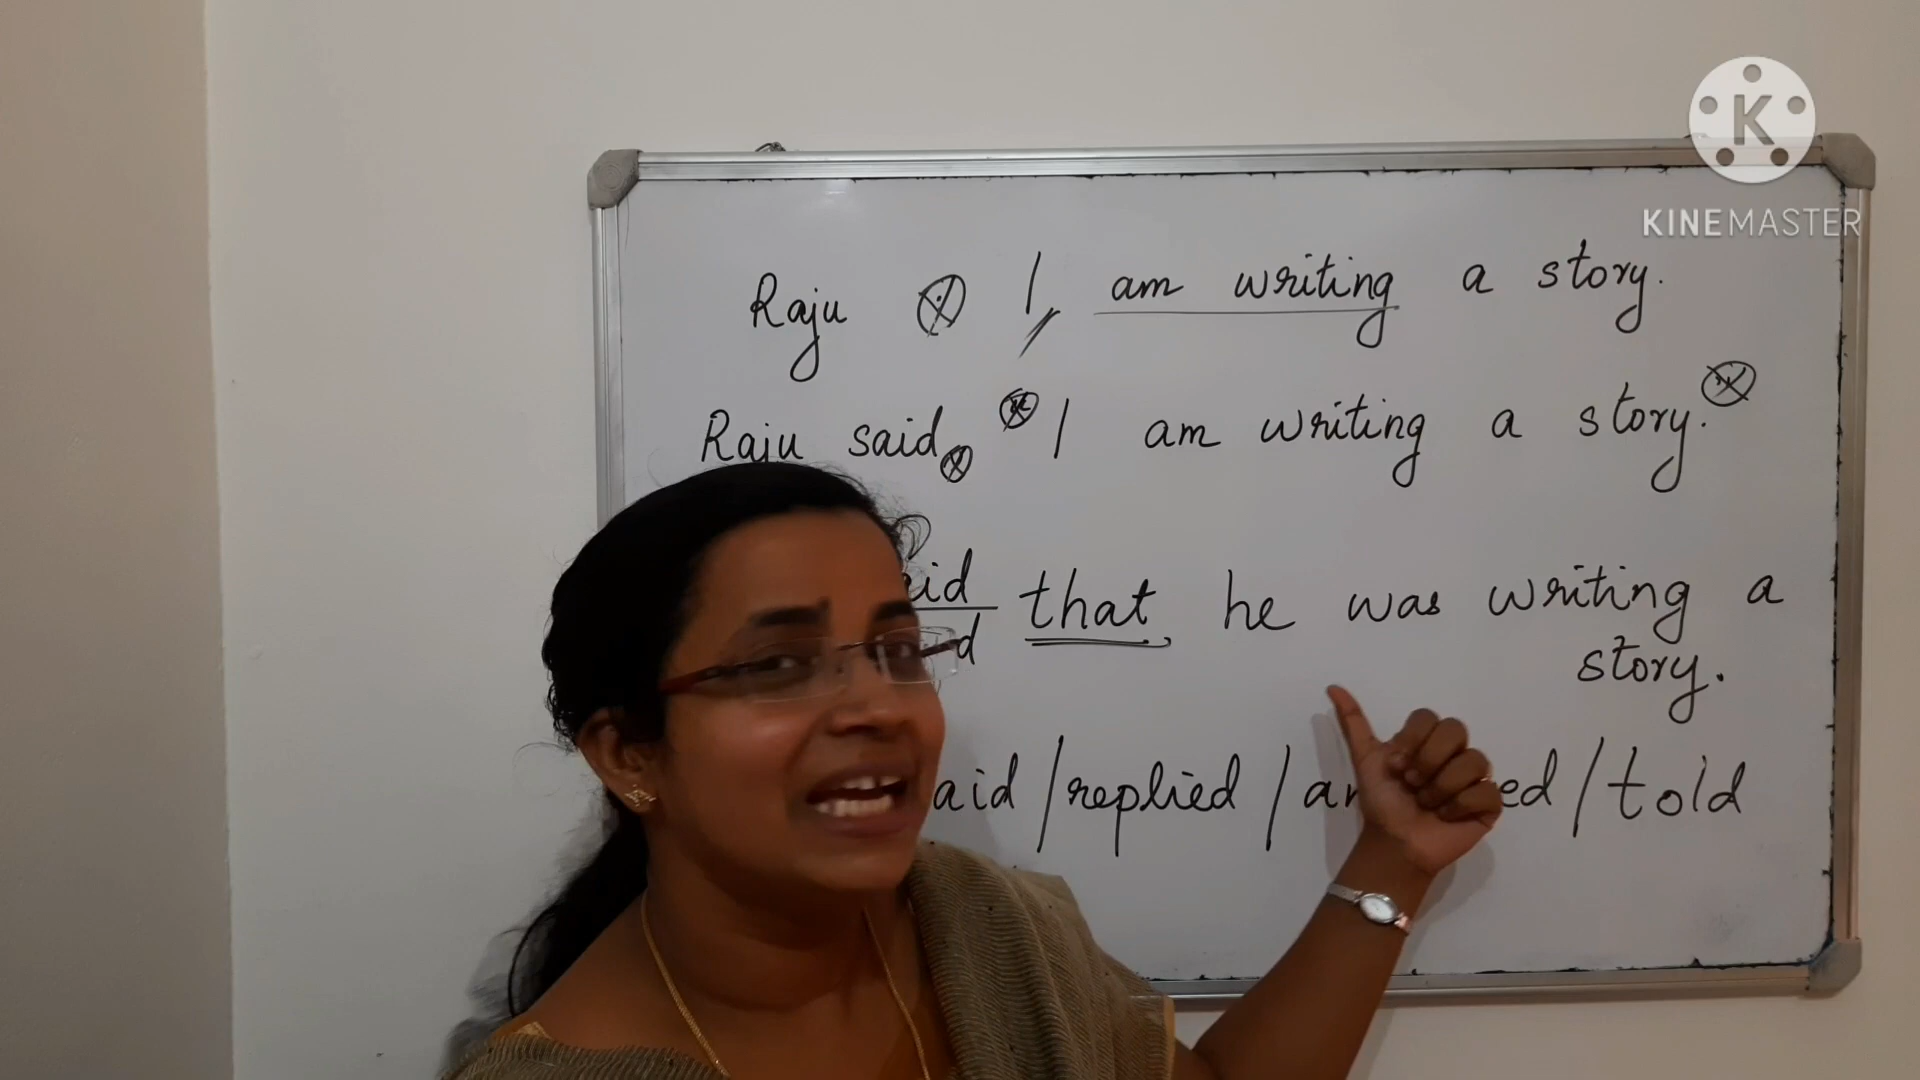 KINEMASTER
Raju : I am writing a story.
Raju said, "I am writing a story."
that he was writing a
story.
/ replied / / told